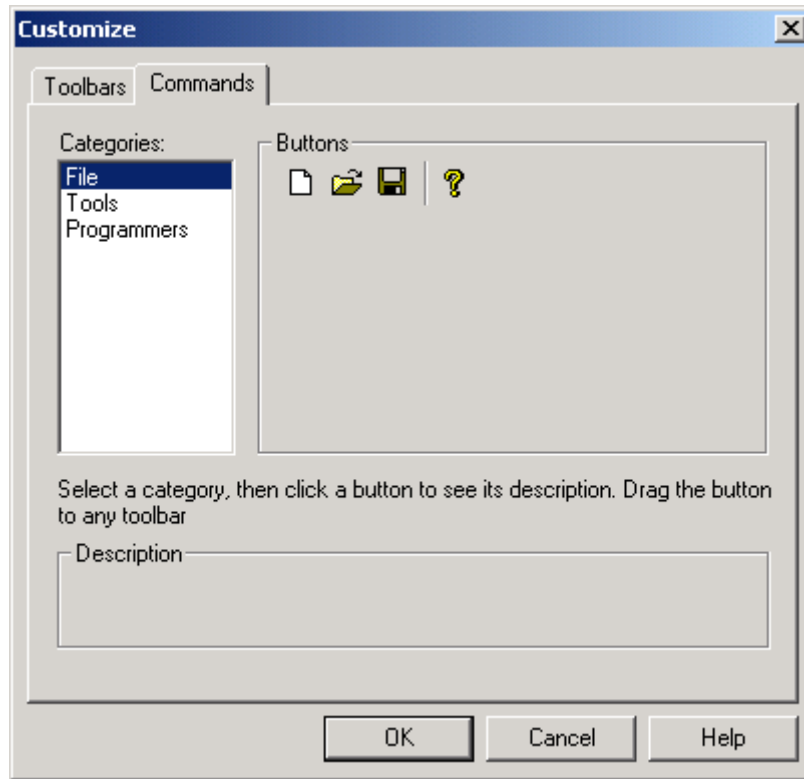 Customize
Toolbars
Commands
Categories:
File
Tools
Programmers
Buttons
Select a category, then click a button to see its description. Drag the button
to any toolbar
Description
OK
Cancel
Help